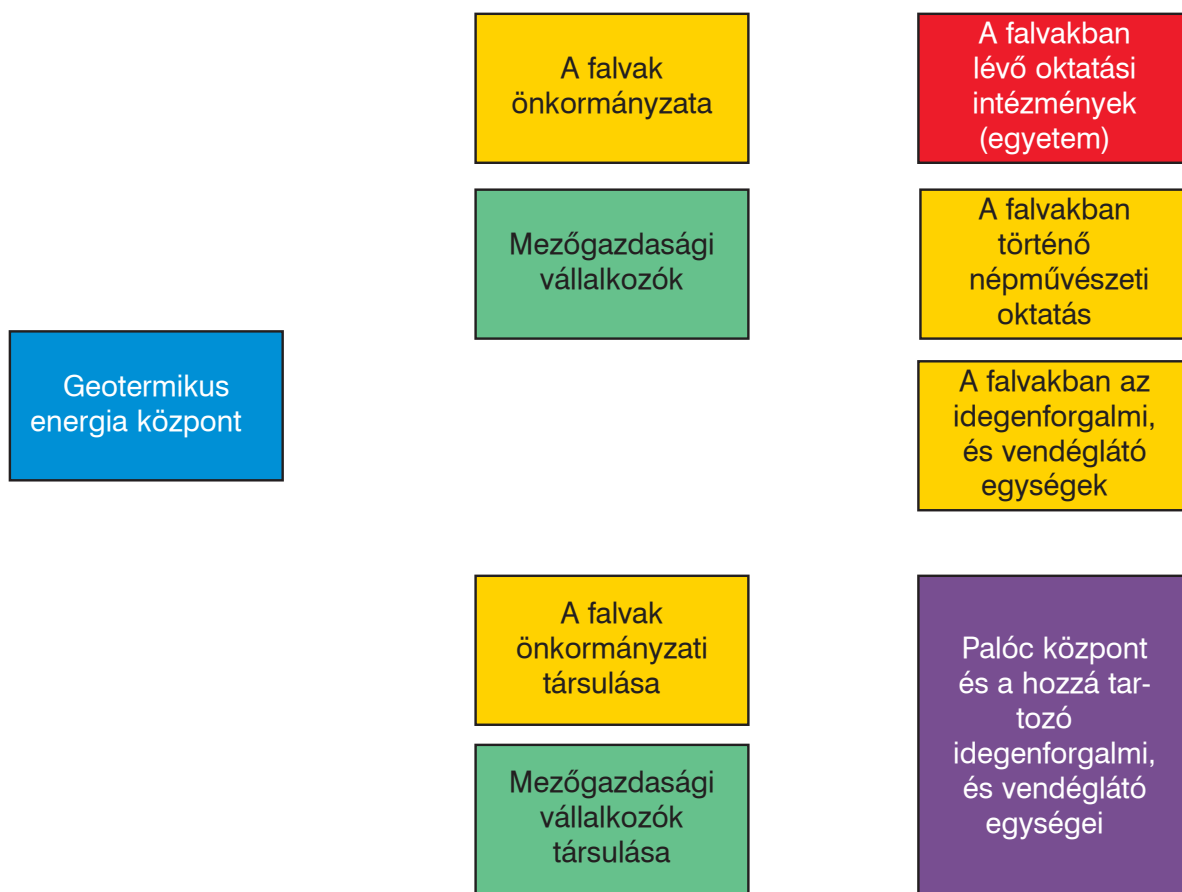 A falvak
önkormányzata
A falvakban
lévő oktatási
intézmények
(egyetem)
Mezőgazdasági
vállalkozók
A falvakban
történő
népművészeti
oktatás
Geotermikus
energia központ
A falvakban az
idegenforgalmi,
és vendéglátó
egységek
A falvak
önkormányzati
társulása
Mezőgazdasági
vállalkozók
társulása
Palóc központ
és a hozzá tar-
tozó
idegenforgalmi,
és vendéglátó
egységei